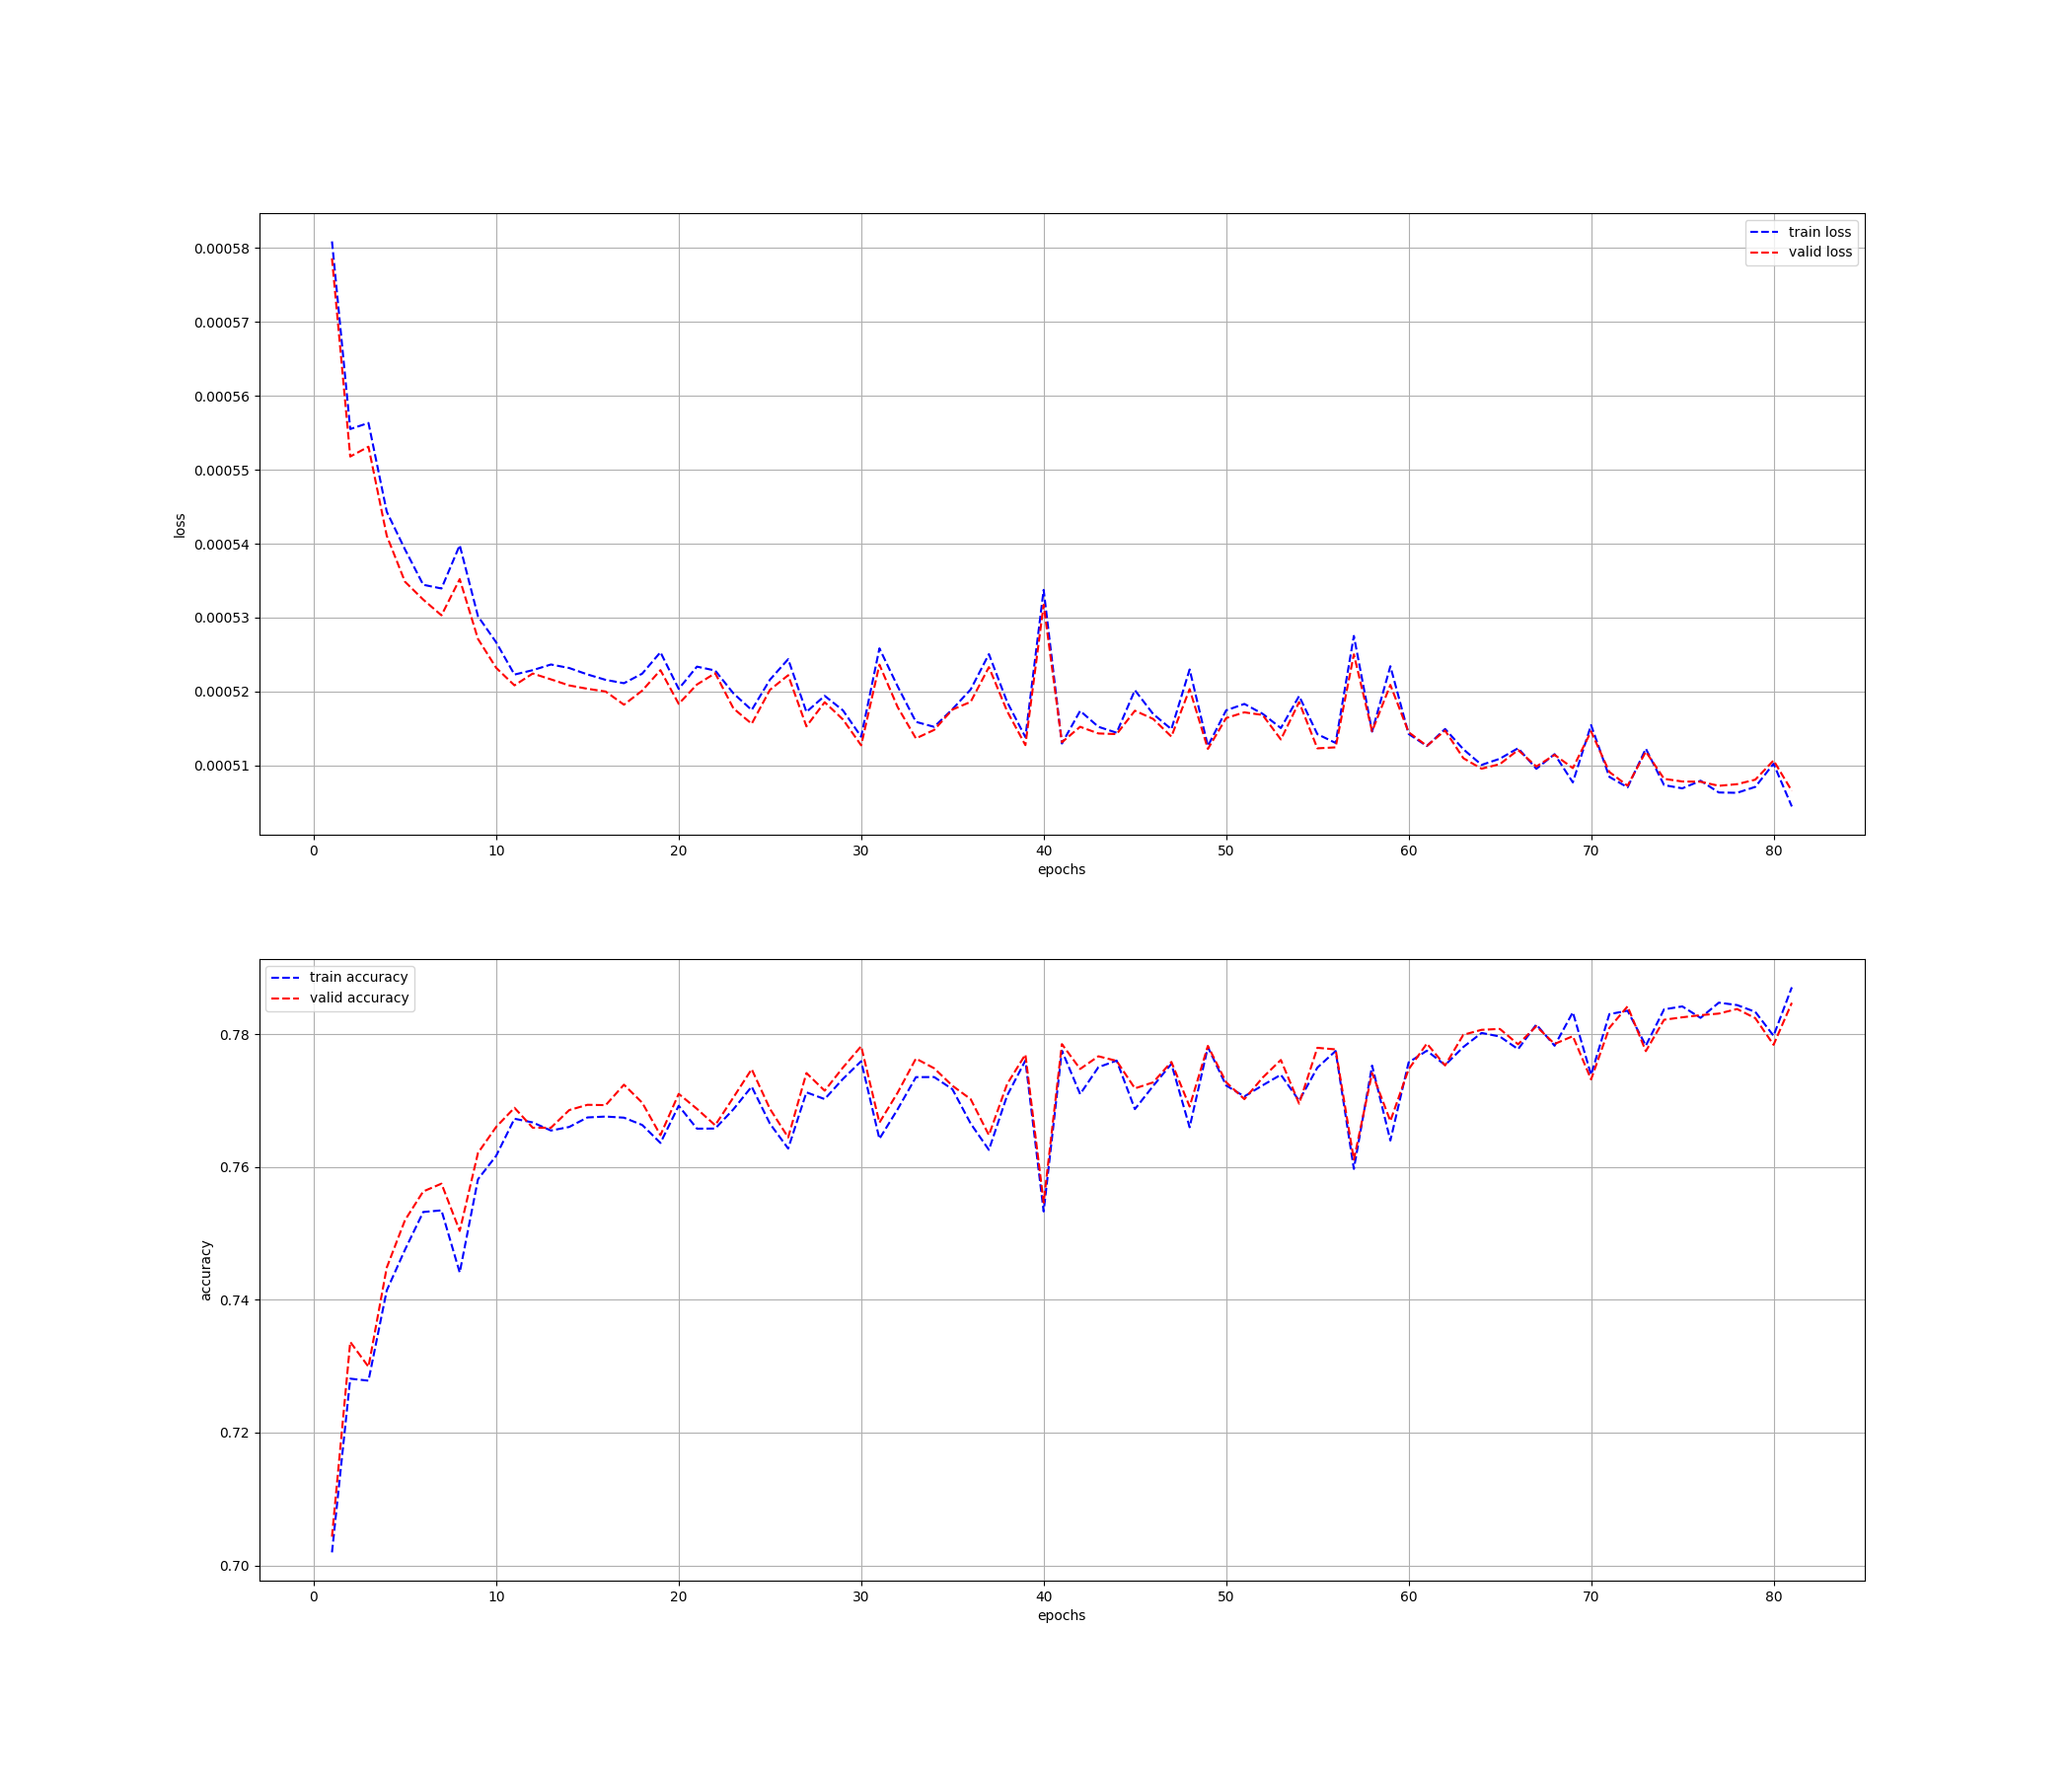 train loss
valid loss
0.00058
0.00057
0.00056
0.00055
0.00054
0.00053
0.00052
0.00051
loss
0 10 20 30 40 50 60 70 80
epochs
train accuracy
valid accuracy
0.78
0.76
0.74
0.72
0.70
accuracy
0 10 20 30 40 50 60 70 80
epochs